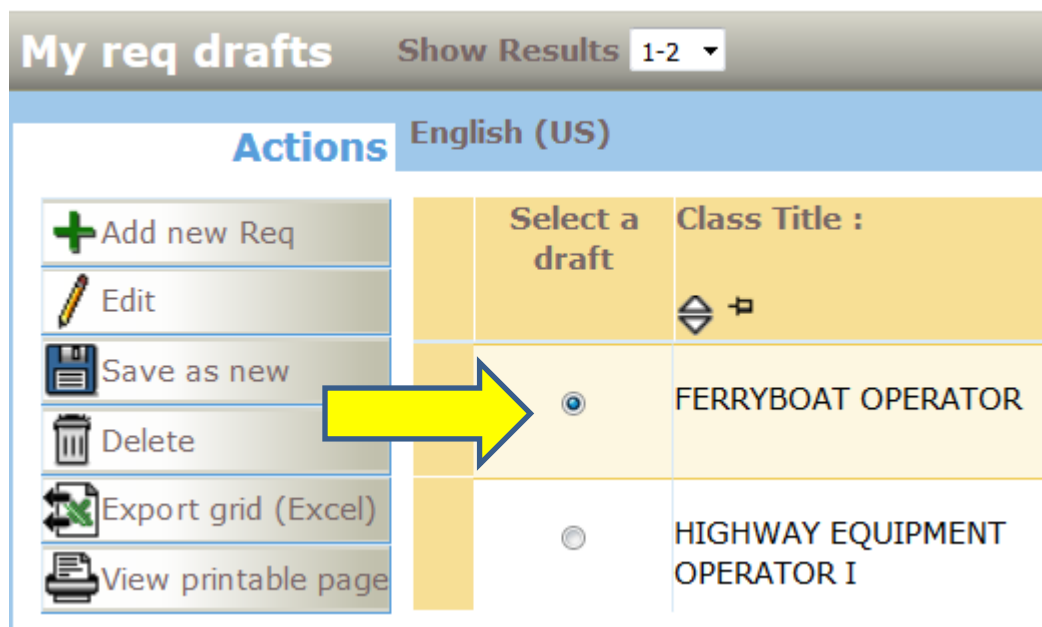 My req drafts Show Results 1-2
Actions English (US)
Add new Req
Edit
Save as new
Delete
Export grid (Excel)
View printable page
Select a
draft
Class Title :
FERRYBOAT OPERATOR
HIGHWAY EQUIPMENT
OPERATOR I